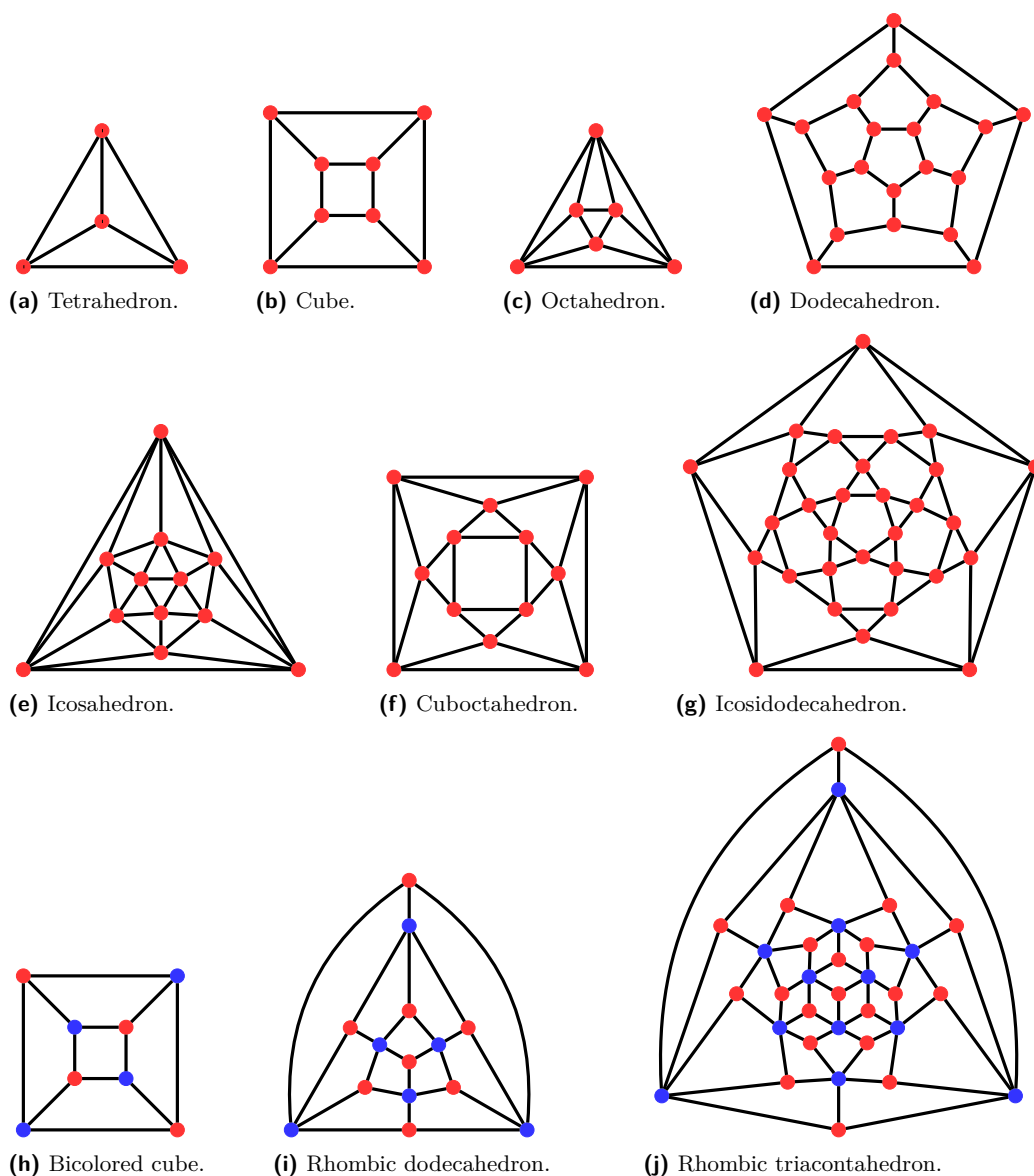 (a) Tetrahedron.
(b) Cube.
(c) Octahedron.
(d) Dodecahedron.
(e) Icosahedron.
(f) Cuboctahedron.
(g) Icosidodecahedron.
(h) Bicolored cube.
(i) Rhombic dodecahedron.
(j) Rhombic triacontahedron.